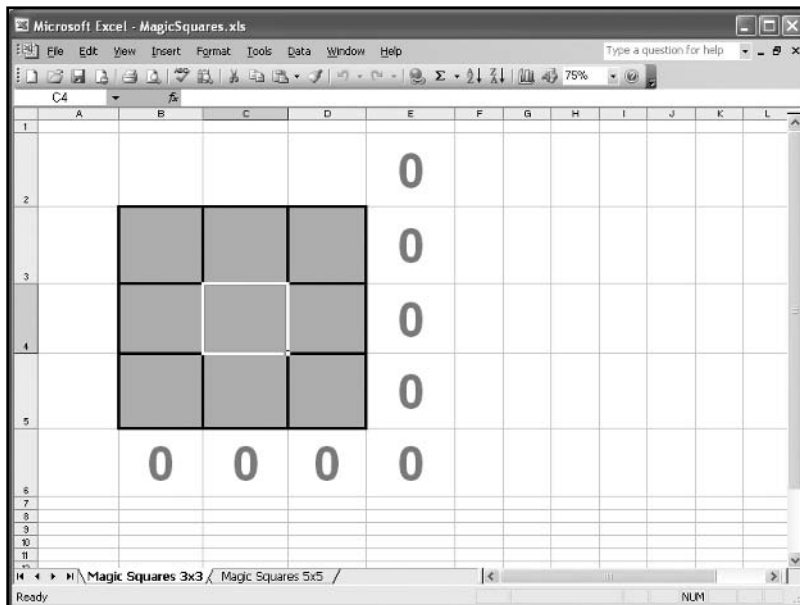 Microsoft Excel - MagicSquares.xls
File Edit View Insert Format Tools Data Window Help Type a question for help
Σ 75%
C4 fx
A B C D E F G H I J K L
1
0
2
0
3
0
4
0
5
0 0 0 0
6
7
8
9
10
11
Magic Squares 3x3 / Magic Squares 5x5 /
Ready NUM